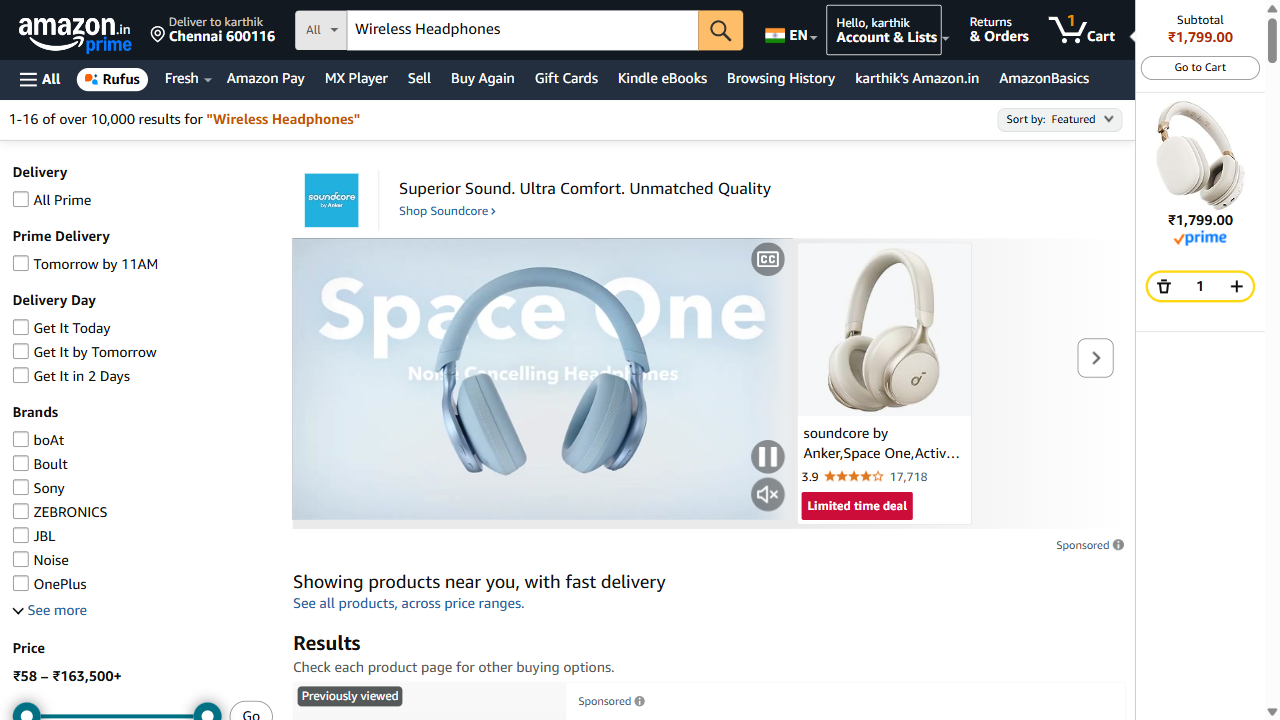 amazon.in
prime
Deliver to karthik
Chennai 600116
All
Wireless Headphones
EN
Hello, karthik
Account & Lists
Returns
& Orders
1
Cart
Subtotal
₹1,799.00
Go to Cart
All
Rufus
Fresh
Amazon Pay
MX Player
Sell
Buy Again
Gift Cards
Kindle eBooks
Browsing History
karthik's Amazon.in
AmazonBasics
1-16 of over 10,000 results for "Wireless Headphones"
Sort by: Featured
₹1,799.00
prime
1
Delivery
All Prime
Prime Delivery
Tomorrow by 11AM
Delivery Day
Get It Today
Get It by Tomorrow
Get It in 2 Days
Brands
boAt
Boult
Sony
ZEBRONICS
JBL
Noise
OnePlus
See more
Price
₹58 – ₹163,500+
Go
soundcore
by Anker
Superior Sound. Ultra Comfort. Unmatched Quality
Shop Soundcore ›
Space One
Noise Cancelling Headphones
CC
soundcore by
Anker,Space One,Activ…
3.9 17,718
Limited time deal
Sponsored
Showing products near you, with fast delivery
See all products, across price ranges.
Results
Check each product page for other buying options.
Previously viewed
Sponsored